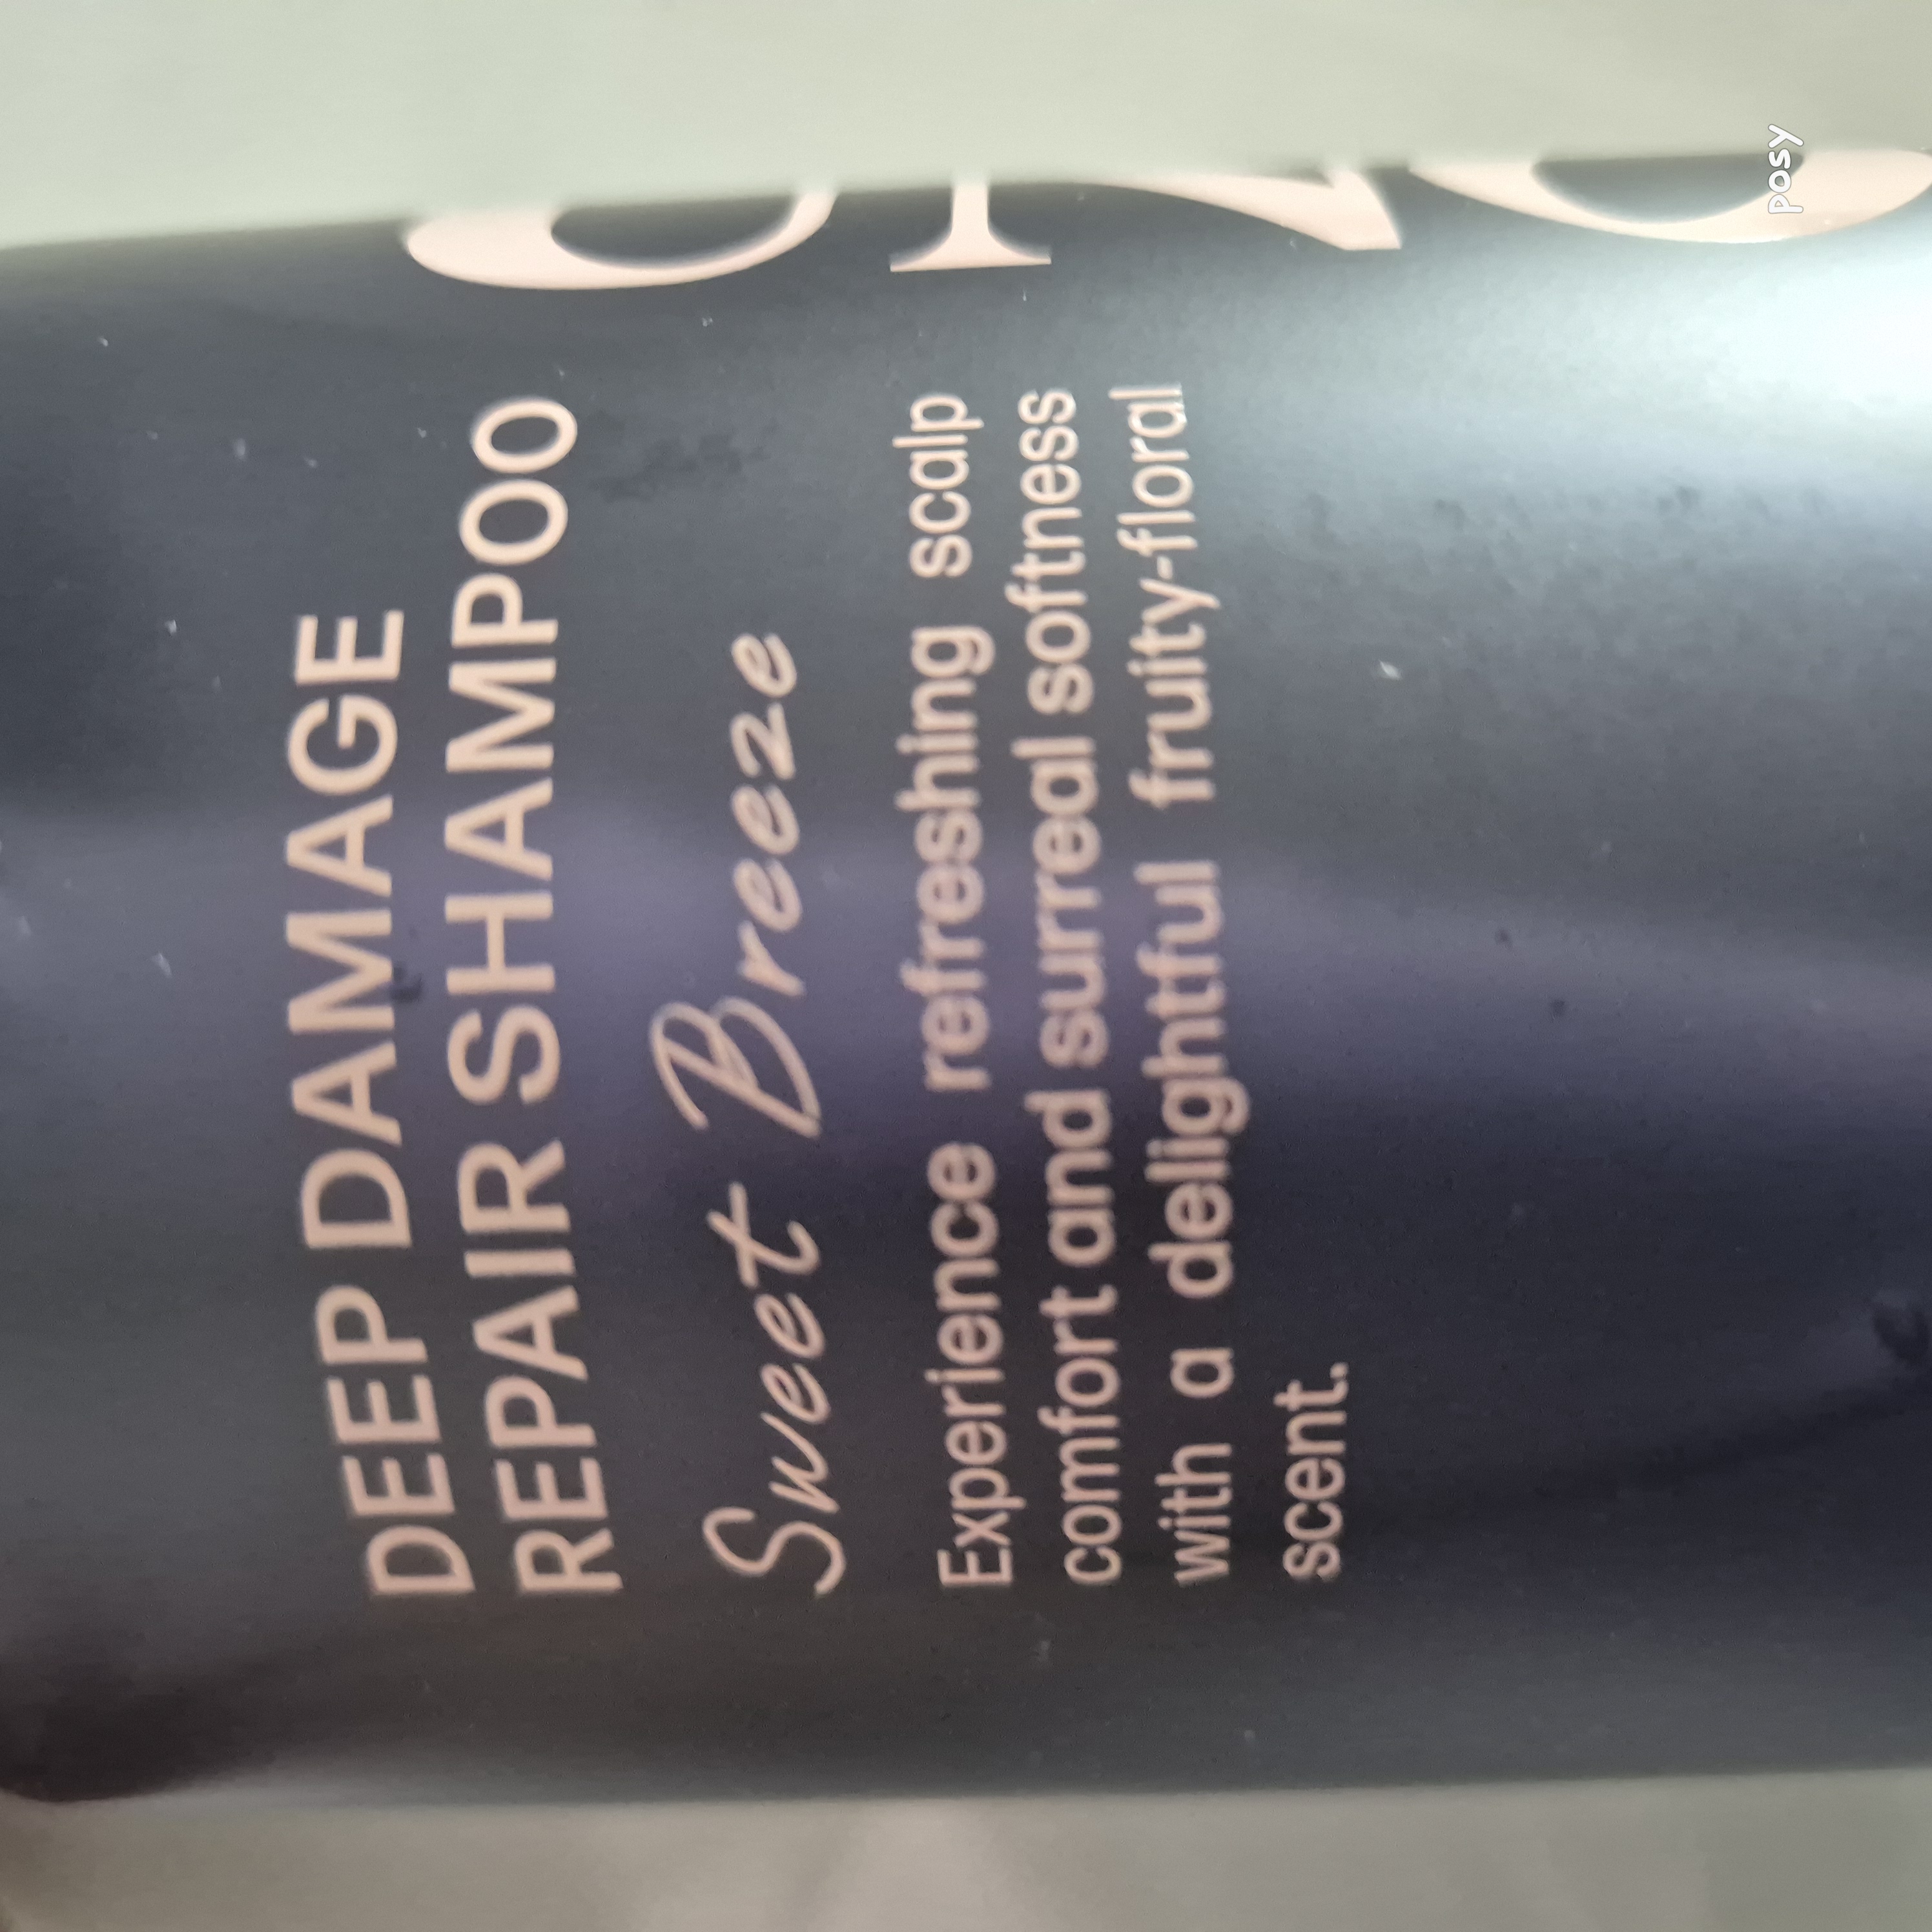 DEEP DAMAGE
REPAIR SHAMPOO
Sweet Breeze
Experience refreshing scalp
comfort and surreal softness
with a delightful fruity-floral
scent.
posy